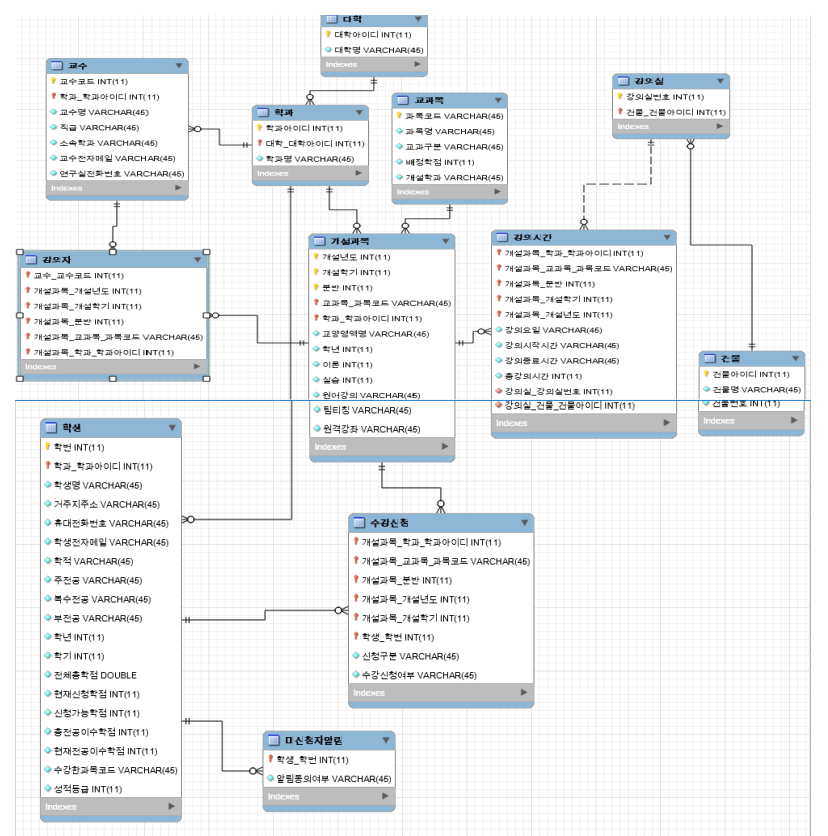 대학
대학아이디 INT(11)
대학명 VARCHAR(45)
Indexes
교수
교수코드 INT(11)
학과_학과아이디 INT(11)
교수명 VARCHAR(45)
직급 VARCHAR(45)
소속학과 VARCHAR(45)
교수전자메일 VARCHAR(45)
연구실전화번호 VARCHAR(45)
Indexes
학과
학과아이디 INT(11)
대학_대학아이디 INT(11)
학과명 VARCHAR(45)
Indexes
교과목
과목코드 VARCHAR(45)
과목명 VARCHAR(45)
교과구분 VARCHAR(45)
배정학점 INT(11)
개설학과 VARCHAR(45)
Indexes
강의실
강의실번호 INT(11)
건물_건물아이디 INT(11)
Indexes
강의자
교수_교수코드 INT(11)
개설과목_개설년도 INT(11)
개설과목_개설학기 INT(11)
개설과목_분반 INT(11)
개설과목_교과목_과목코드 VARCHAR(45)
개설과목_학과_학과아이디 INT(11)
Indexes
개설과목
개설년도 INT(11)
개설학기 INT(11)
분반 INT(11)
교과목_과목코드 VARCHAR(45)
학과_학과아이디 INT(11)
교양영역명 VARCHAR(45)
학년 INT(11)
이론 INT(11)
실습 INT(11)
원어강의 VARCHAR(45)
팀티칭 VARCHAR(45)
원격강좌 VARCHAR(45)
Indexes
강의시간
개설과목_학과_학과아이디 INT(11)
개설과목_교과목_과목코드 VARCHAR(45)
개설과목_분반 INT(11)
개설과목_개설학기 INT(11)
개설과목_개설년도 INT(11)
강의요일 VARCHAR(45)
강의시작시간 VARCHAR(45)
강의종료시간 VARCHAR(45)
총강의시간 INT(11)
강의실_강의실번호 INT(11)
강의실_건물_건물아이디 INT(11)
Indexes
건물
건물아이디 INT(11)
건물명 VARCHAR(45)
건물번호 INT(11)
Indexes
학생
학번 INT(11)
학과_학과아이디 INT(11)
학생명 VARCHAR(45)
거주지주소 VARCHAR(45)
휴대전화번호 VARCHAR(45)
학생전자메일 VARCHAR(45)
학적 VARCHAR(45)
주전공 VARCHAR(45)
복수전공 VARCHAR(45)
부전공 VARCHAR(45)
학년 INT(11)
학기 INT(11)
전체총학점 DOUBLE
현재신청학점 INT(11)
신청가능학점 INT(11)
총전공이수학점 INT(11)
현재전공이수학점 INT(11)
수강한과목코드 VARCHAR(45)
성적등급 INT(11)
Indexes
수강신청
개설과목_학과_학과아이디 INT(11)
개설과목_교과목_과목코드 VARCHAR(45)
개설과목_분반 INT(11)
개설과목_개설년도 INT(11)
개설과목_개설학기 INT(11)
학생_학번 INT(11)
신청구분 VARCHAR(45)
수강신청여부 VARCHAR(45)
Indexes
미신청자알림
학생_학번 INT(11)
알림동의여부 VARCHAR(45)
Indexes